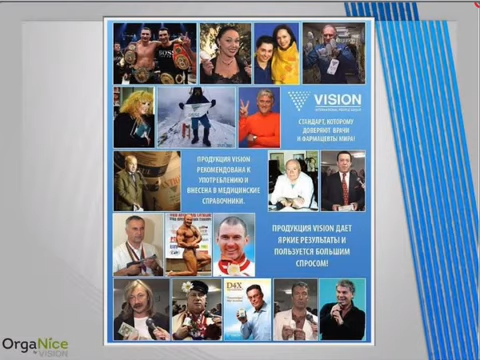 VISION
СТАНДАРТ, КОТОРОМУ
ДОВЕРЯЮТ ВРАЧИ
И ФАРМАЦЕВТЫ МИРА!
ПРОДУКЦИЯ VISION
РЕКОМЕНДОВАНА К
УПОТРЕБЛЕНИЮ И
ВНЕСЕНА В МЕДИЦИНСКИЕ
СПРАВОЧНИКИ.
ПРОДУКЦИЯ VISION ДАЕТ
ЯРКИЕ РЕЗУЛЬТАТЫ И
ПОЛЬЗУЕТСЯ БОЛЬШИМ
СПРОСОМ!
D4X
OrgaNice
VISION